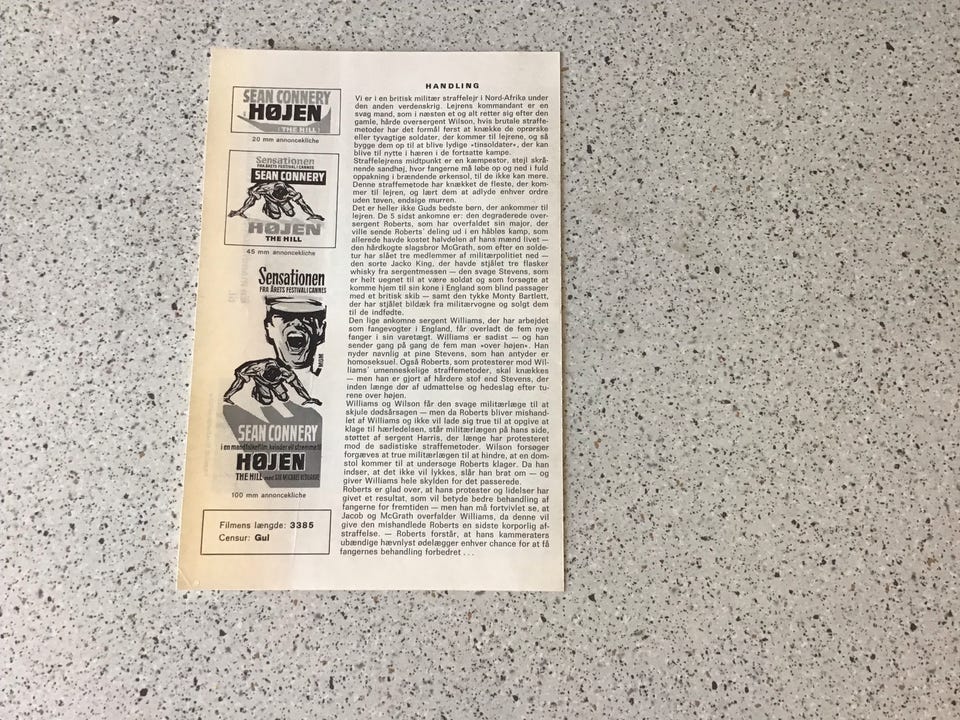 SEAN CONNERY
HØJEN
(THE HILL)
20 mm annoncekliche
Sensationen
FRA ÅRETS FESTIVAL I CANNES
SEAN CONNERY
HØJEN
THE HILL
45 mm annoncekliche
Sensationen
FRA ÅRETS FESTIVAL I CANNES
MGM
SEAN CONNERY
i en mandfolkefilm, kvinder vil strømme til
HØJEN
THE HILL med SIR MICHAEL REDGRAVE
100 mm annoncekliche
Filmens længde: 3385
Censur: Gul
HANDLING
Vi er i en britisk militær straffelejr i Nord-Afrika under
den anden verdenskrig. Lejrens kommandant er en
svag mand, som i næsten et og alt retter sig efter den
gamle, hårde oversergent Wilson, hvis brutale straffe-
metoder har det formål først at knække de oprørske
eller tyvagtige soldater, der kommer til lejrene, og så
bygge dem op til at blive lydige »tinsoldater«, der kan
blive til nytte i hæren i de fortsatte kampe.
Straffelejrens midtpunkt er en kæmpestor, stejl skrå-
nende sandhøj, hvor fangerne må løbe op og ned i fuld
oppakning i brændende ørkensol, til de ikke kan mere.
Denne straffemetode har knækket de fleste, der kom-
mer til lejren, og lært dem at adlyde enhver ordre
uden tøven, endsige murren.
Det er heller ikke Guds bedste børn, der ankommer til
lejren. De 5 sidst ankomne er: den degraderede over-
sergent Roberts, som har overfaldet sin major, der
ville sende Roberts' deling ud i en håbløs kamp, som
allerede havde kostet halvdelen af hans mænd livet —
den hårdkogte slagsbror McGrath, som efter en solde-
tur har slået tre medlemmer af militærpolitiet ned —
den sorte Jacko King, der havde stjålet tre flasker
whisky fra sergentmessen — den svage Stevens, som
er helt uegnet til at være soldat og som forsøgte at
komme hjem til sin kone i England som blind passager
med et britisk skib — samt den tykke Monty Bartlett,
der har stjålet bildæk fra militærvogne og solgt dem
til de indfødte.
Den lige ankomne sergent Williams, der har arbejdet
som fangevogter i England, får overladt de fem nye
fanger i sin varetægt. Williams er sadist — og han
sender gang på gang de fem man »over højen«. Han
nyder navnlig at pine Stevens, som han antyder er
homoseksuel. Også Roberts, som protesterer mod Wil-
liams' umenneskelige straffemetoder, skal knækkes
— men han er gjort af hårdere stof end Stevens, der
inden længe dør af udmattelse og hedeslag efter tu-
rene over højen.
Williams og Wilson får den svage militærlæge til at
skjule dødsårsagen — men da Roberts bliver mishand-
let af Williams og ikke vil lade sig true til at opgive at
klage til hærledelsen, står militærlægen på hans side,
støttet af sergent Harris, der længe har protesteret
mod de sadistiske straffemetoder. Wilson forsøger
forgæves at true militærlægen til at hindre, at en dom-
stol kommer til at undersøge Roberts klager. Da han
indser, at det ikke vil lykkes, slår han brat om — og
giver Williams hele skylden for det passerede.
Roberts er glad over, at hans protester og lidelser har
givet et resultat, som vil betyde bedre behandling af
fangerne for fremtiden — men han må fortvivlet se, at
Jacob og McGrath overfalder Williams, da denne vil
give den mishandlede Roberts en sidste korporlig af-
straffelse. — Roberts forstår, at hans kammeraters
ubændige hævnlyst ødelægger enhver chance for at få
fangernes behandling forbedret . . .